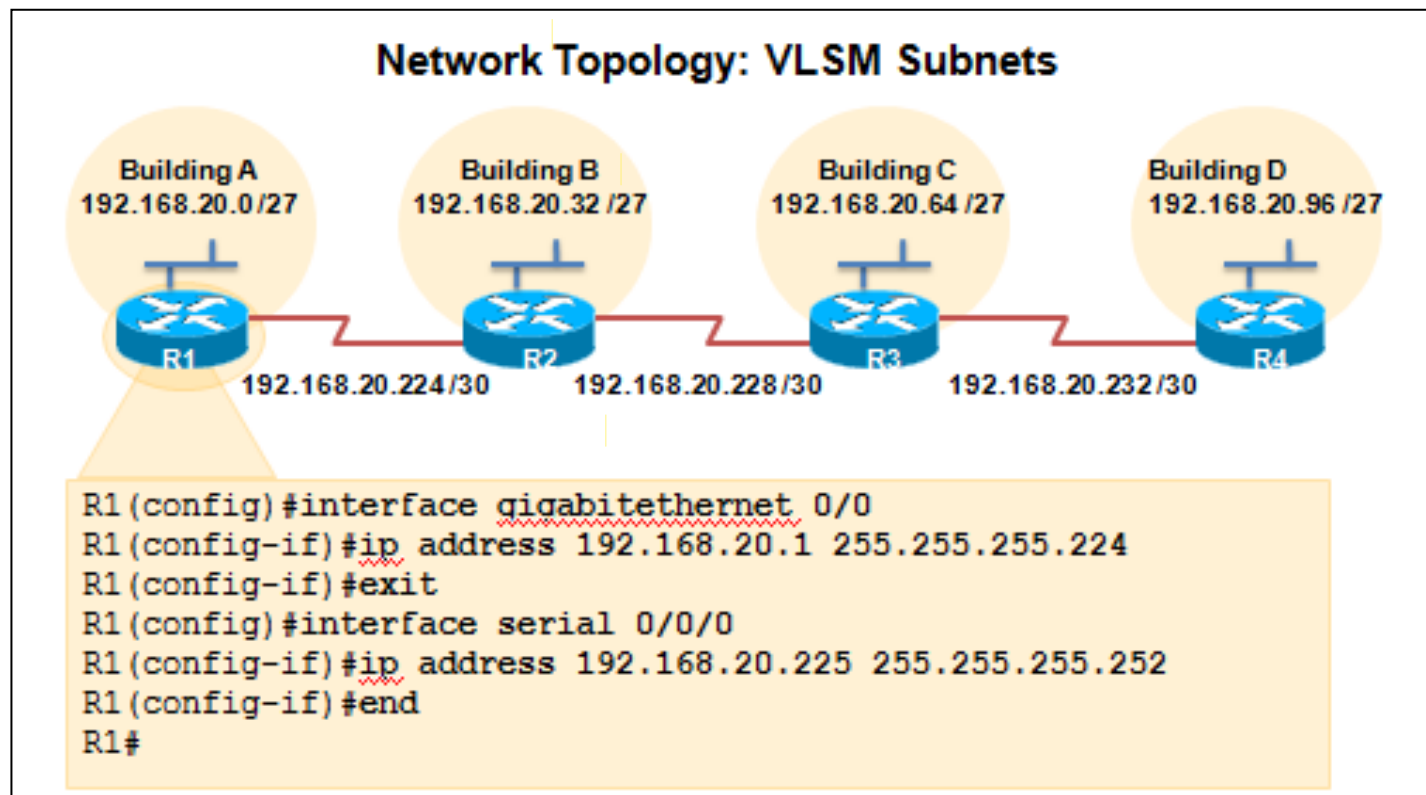 Network Topology: VLSM Subnets
Building A
192.168.20.0/27
Building B
192.168.20.32 /27
Building C
192.168.20.64 /27
Building D
192.168.20.96 /27
R1
R2
R3
R4
192.168.20.224/30
192.168.20.228/30
192.168.20.232/30
R1(config)#interface gigabitethernet 0/0
R1(config-if)#ip address 192.168.20.1 255.255.255.224
R1(config-if)#exit
R1(config)#interface serial 0/0/0
R1(config-if)#ip address 192.168.20.225 255.255.255.252
R1(config-if)#end
R1#